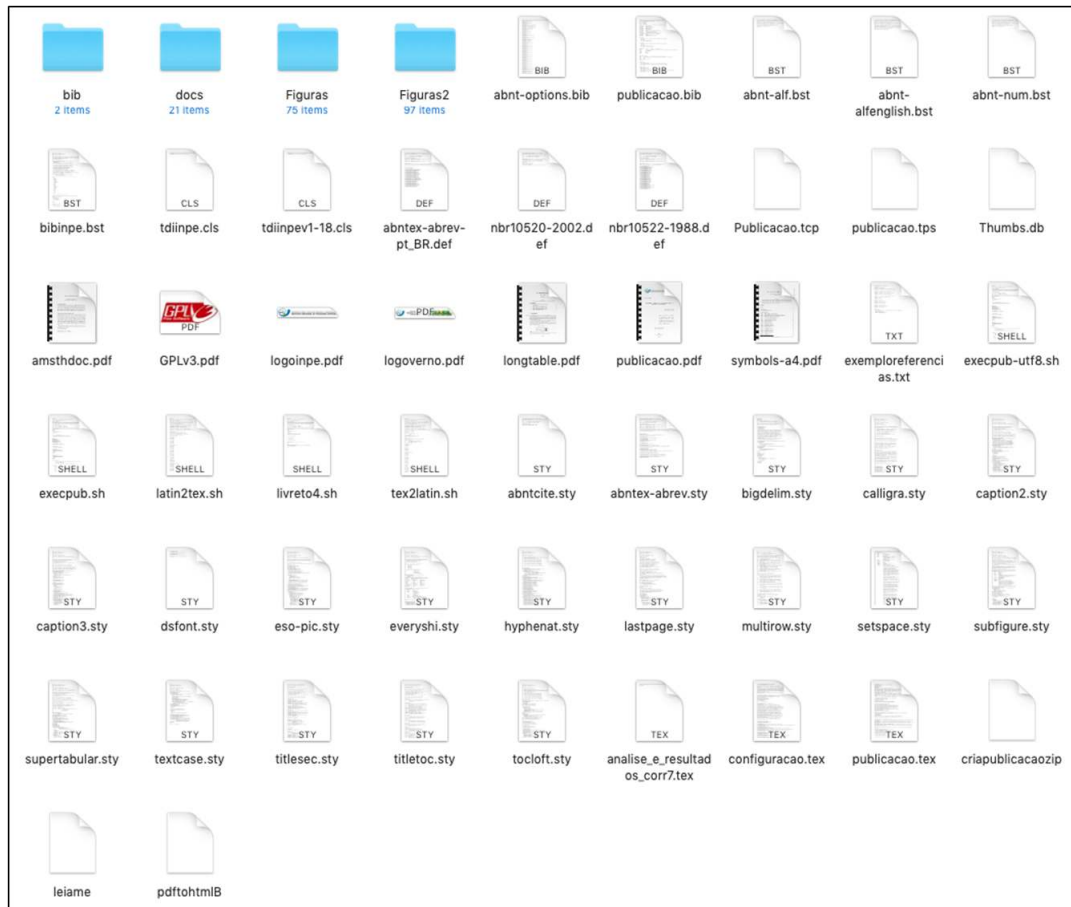 BIB BIB BST BST BST
bib docs Figuras Figuras2 abnt-options.bib publicacao.bib abnt-alf.bst abnt- abnt-num.bst
2 items 21 items 75 items 97 items alfenglish.bst
BST CLS CLS DEF DEF DEF
bibinpe.bst tdiinpe.cls tdiinpev1-18.cls abntex-abrev- nbr10520-2002.d nbr10522-1988.d Publicacao.tcp publicacao.tps Thumbs.db
pt_BR.def ef ef
GPLv3 PDF PDF TXT SHELL
amsthdoc.pdf GPLv3.pdf logoinpe.pdf logoverno.pdf longtable.pdf publicacao.pdf symbols-a4.pdf exemploreferenci execpub-utf8.sh
as.txt
SHELL SHELL SHELL SHELL STY STY STY STY STY
execpub.sh latin2tex.sh livreto4.sh tex2latin.sh abntcite.sty abntex-abrev.sty bigdelim.sty calligra.sty caption2.sty
STY STY STY STY STY STY STY STY STY
caption3.sty dsfont.sty eso-pic.sty everyshi.sty hyphenat.sty lastpage.sty multirow.sty setspace.sty subfigure.sty
STY STY STY STY STY TEX TEX TEX
supertabular.sty textcase.sty titlesec.sty titletoc.sty tocloft.sty analise_e_resultad configuracao.tex publicacao.tex criapublicacaozip
os_corr7.tex
leiame pdftohtmlB